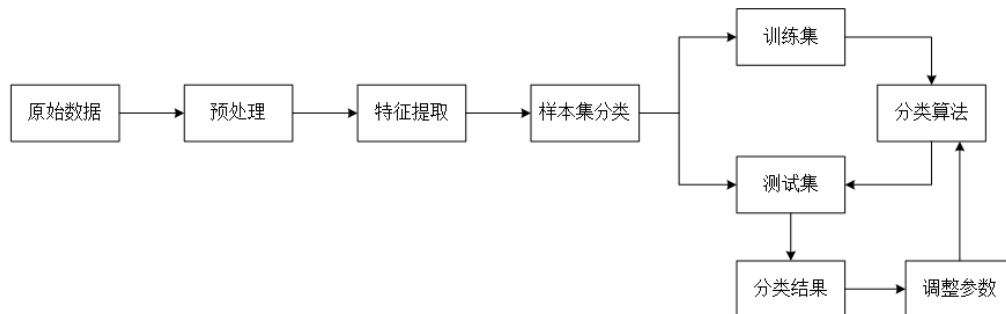 原始数据
预处理
特征提取
样本集分类
训练集
分类算法
测试集
分类结果
调整参数